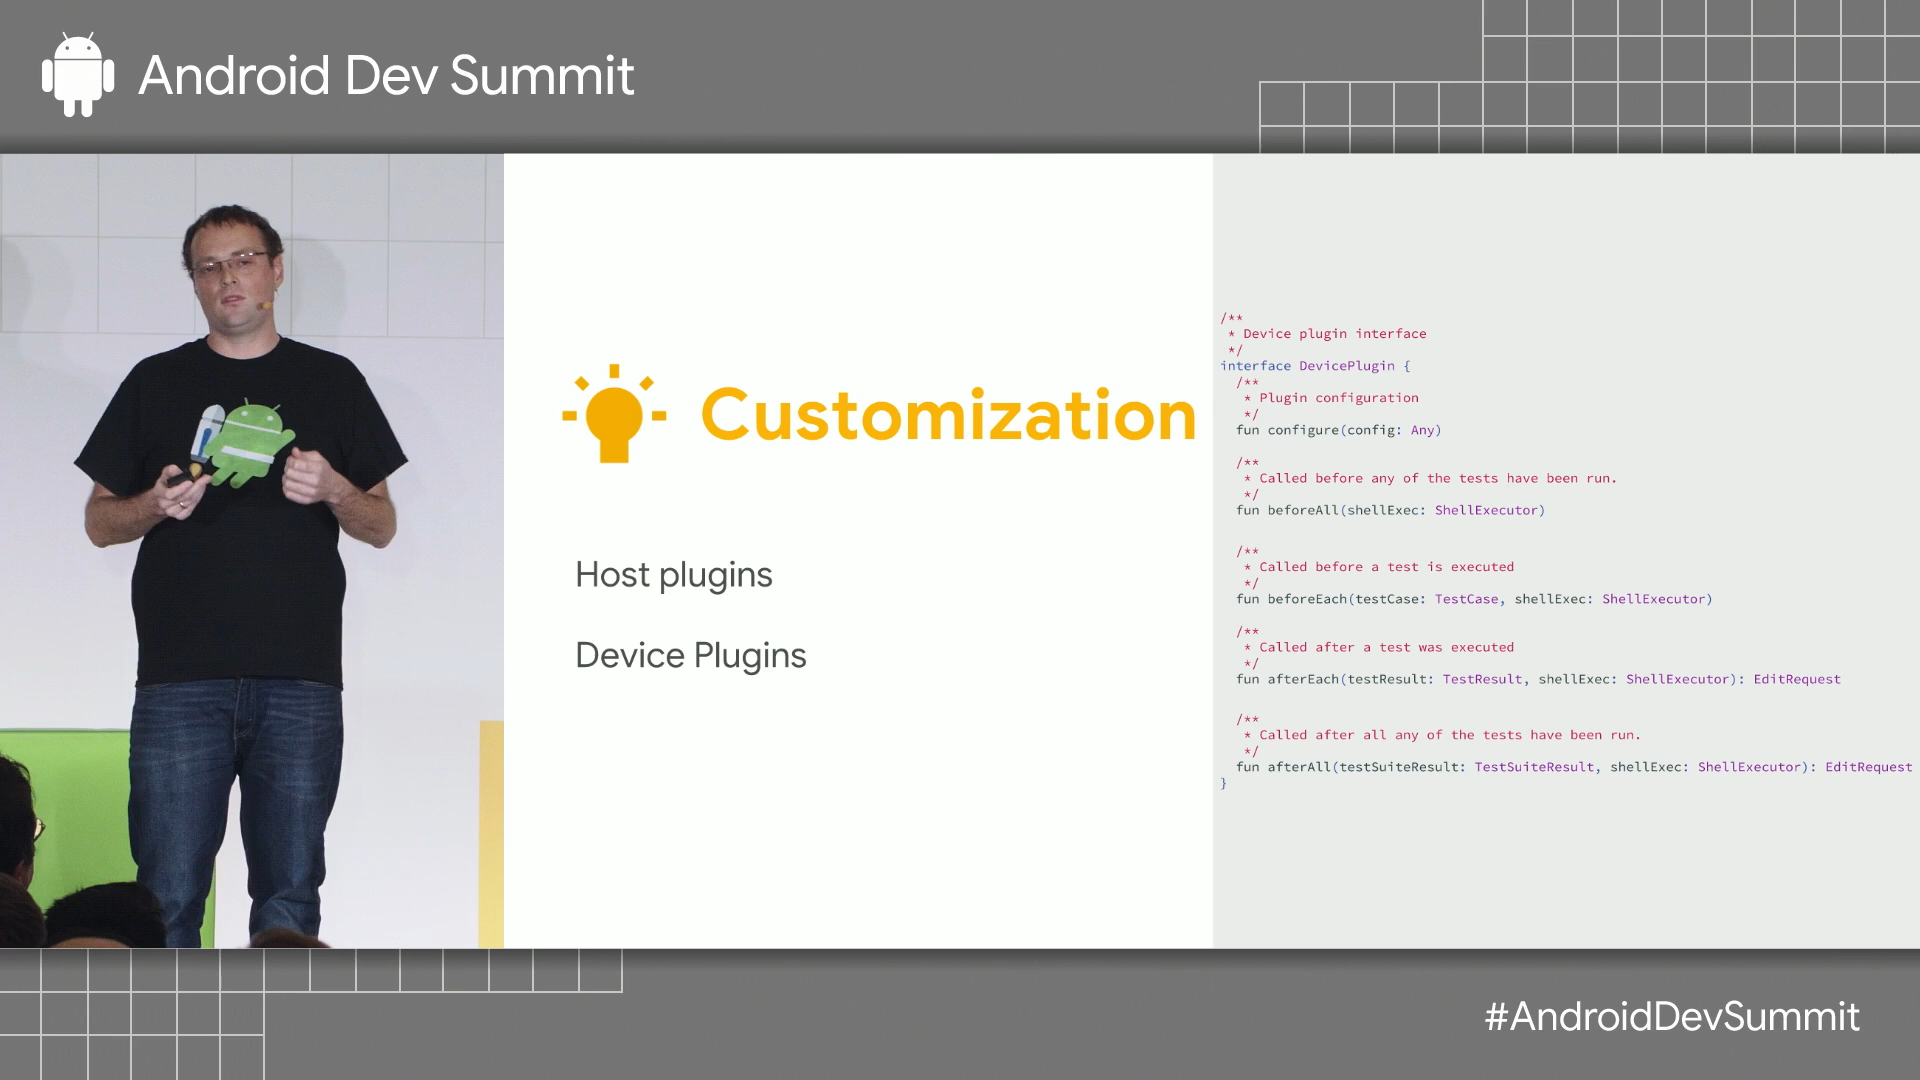 Android Dev Summit
Customization
Host plugins
Device Plugins
/**
 * Device plugin interface
 */
interface DevicePlugin {
  /**
   * Plugin configuration
   */
  fun configure(config: Any)
  /**
   * Called before any of the tests have been run.
   */
  fun beforeAll(shellExec: ShellExecutor)
  /**
   * Called before a test is executed
   */
  fun beforeEach(testCase: TestCase, shellExec: ShellExecutor)
  /**
   * Called after a test was executed
   */
  fun afterEach(testResult: TestResult, shellExec: ShellExecutor): EditRequest
  /**
   * Called after all any of the tests have been run.
   */
  fun afterAll(testSuiteResult: TestSuiteResult, shellExec: ShellExecutor): EditRequest
}
#AndroidDevSummit